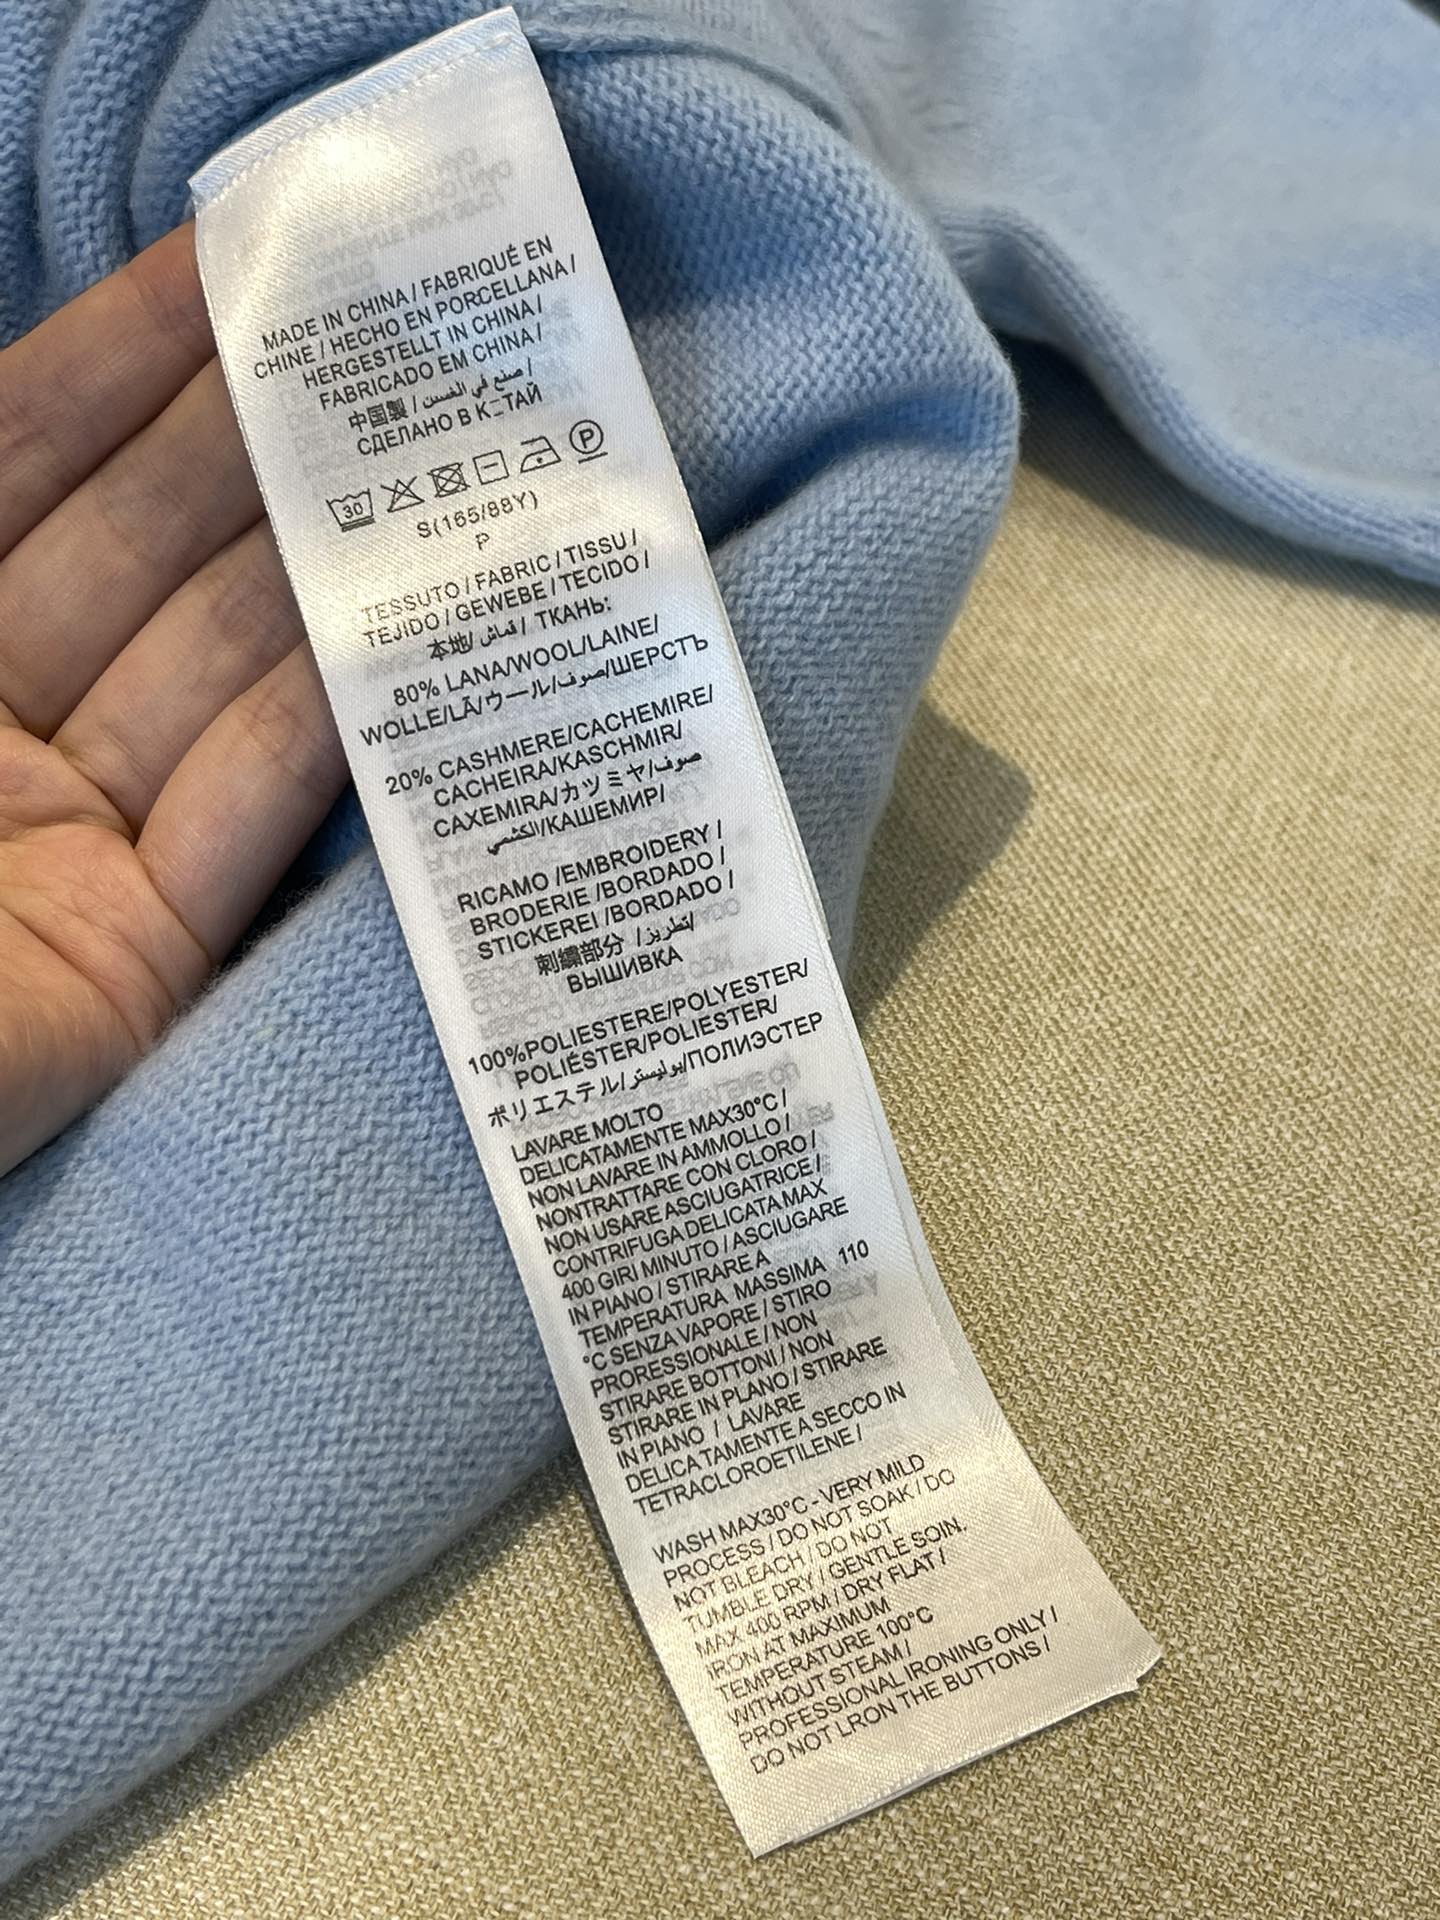 MADE IN CHINA / FABRIQUÉ EN
CHINE / HECHO EN PORCELLANA /
HERGESTELLT IN CHINA /
FABRICADO EM CHINA /
中国製 / صنع في الصين /
СДЕЛАНО В К ТАЙ
30 P
S(165/88Y)
P
TESSUTO / FABRIC / TISSU /
TEJIDO / GEWEBE / TECIDO /
本地/ قماش / ТКАНЬ:
80% LANA/WOOL/LAINE/
WOLLE/LÃ/ウール/صوف/ШЕРСТЬ
20% CASHMERE/CACHEMIRE/
CACHEIRA/KASCHMIR/
CAXEMIRA/カツミヤ/صوف
/КАШЕМИР/
RICAMO /EMBROIDERY /
BRODERIE /BORDADO /
STICKEREI /BORDADO /
刺繍部分 /تطريز/
ВЫШИВКА
100%POLIESTERE/POLYESTER/
POLIÉSTER/POLIESTER/
ポリエステル/بوليستر/ПОЛИЭСТЕР
LAVARE MOLTO
DELICATAMENTE MAX30°C /
NON LAVARE IN AMMOLLO /
NONTRATTARE CON CLORO /
NON USARE ASCIUGATRICE /
CONTRIFUGA DELICATA MAX
400 GIRI MINUTO / ASCIUGARE
IN PIANO / STIRARE A
TEMPERATURA MASSIMA 110
°C SENZA VAPORE / STIRO
PRORESSIONALE / NON
STIRARE BOTTONI / NON
STIRARE IN PLANO / STIRARE
IN PIANO / LAVARE
DELICA TAMENTE A SECCO IN
TETRACLOROETILENE /
WASH MAX30°C - VERY MILD
PROCESS / DO NOT SOAK / DO
NOT BLEACH / DO NOT
TUMBLE DRY / GENTLE SOIN.
MAX 400 RPM / DRY FLAT /
IRON AT MAXIMUM
TEMPERATURE 100°C
WITHOUT STEAM /
PROFESSIONAL IRONING ONLY /
DO NOT LRON THE BUTTONS /